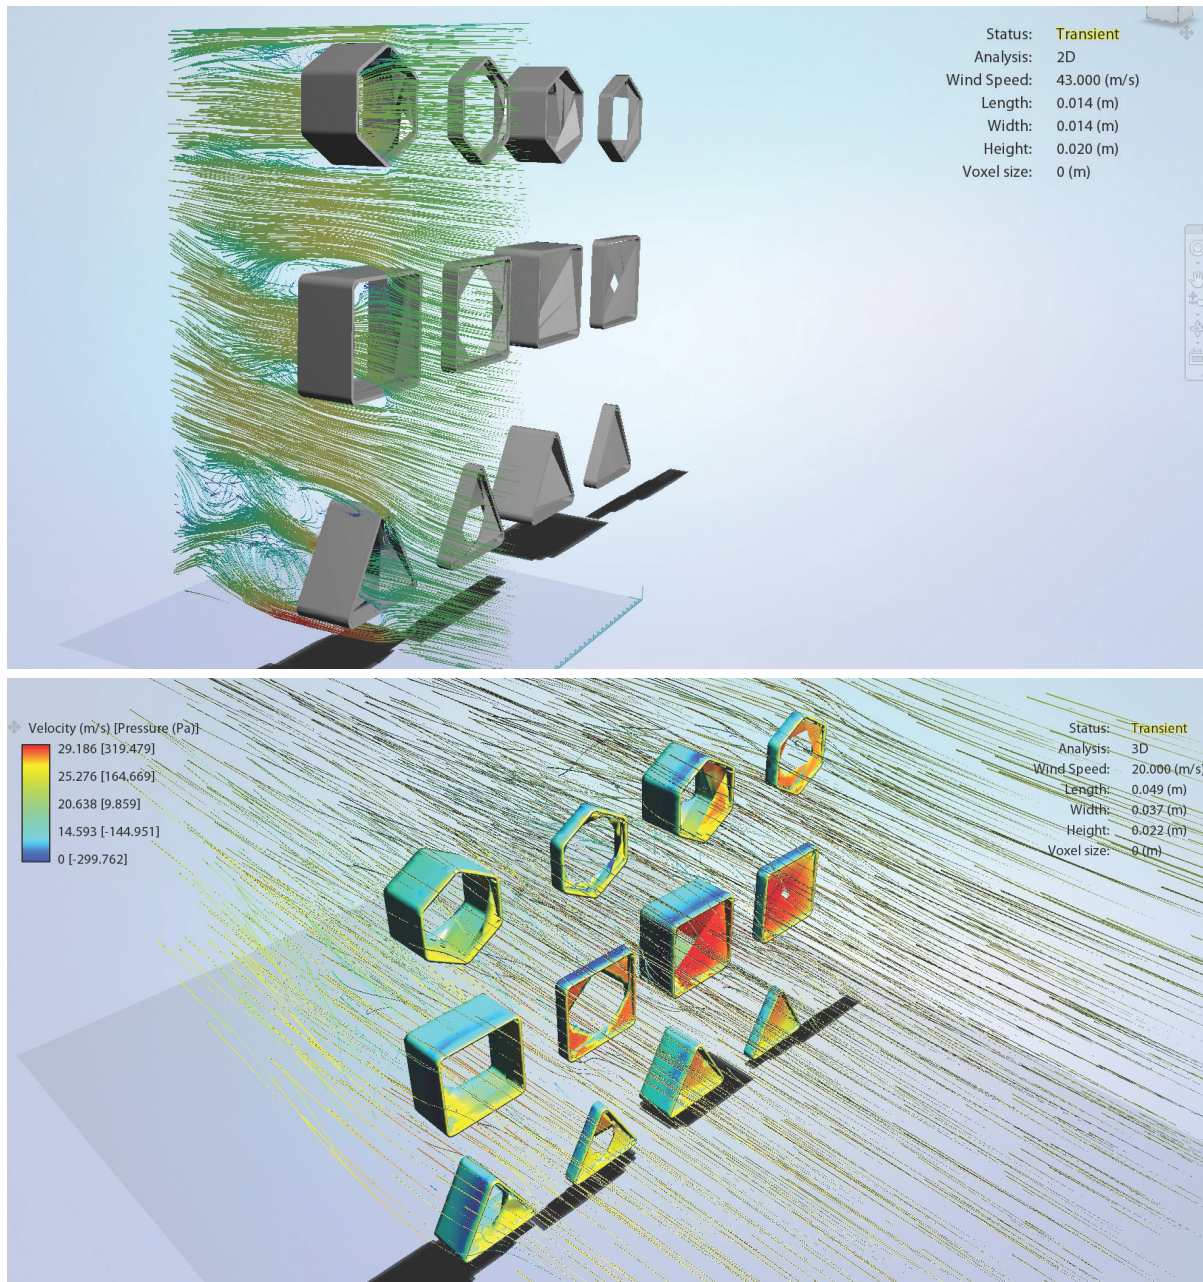 Status: Transient
Analysis: 2D
Wind Speed: 43.000 (m/s)
Length: 0.014 (m)
Width: 0.014 (m)
Height: 0.020 (m)
Voxel size: 0 (m)
Velocity (m/s) [Pressure (Pa)]
29.186 [319.479]
25.276 [164.669]
20.638 [9.859]
14.593 [-144.951]
0 [-299.762]
Status: Transient
Analysis: 3D
Wind Speed: 20.000 (m/s)
Length: 0.049 (m)
Width: 0.037 (m)
Height: 0.022 (m)
Voxel size: 0 (m)